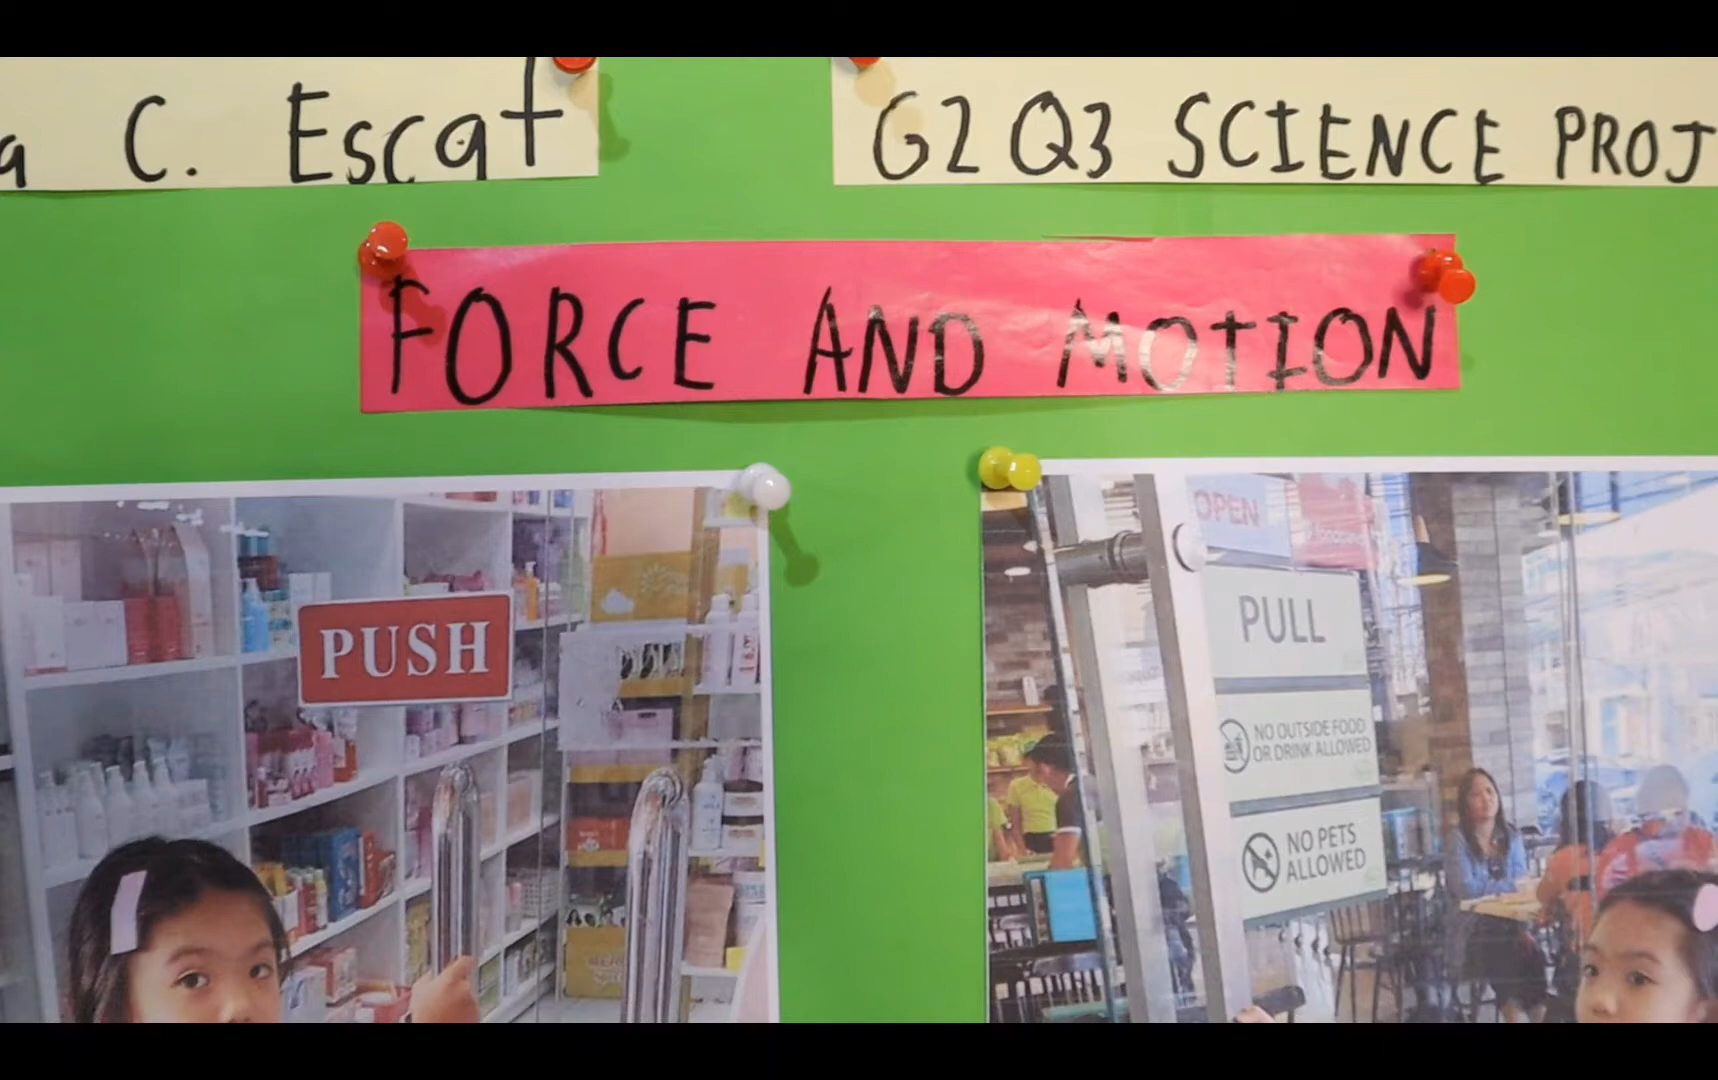 a C. Escat
G2 Q3 SCIENCE PROJ
FORCE AND MOTION
PUSH
OPEN
PULL
NO OUTSIDE FOOD
OR DRINK ALLOWED
NO PETS
ALLOWED